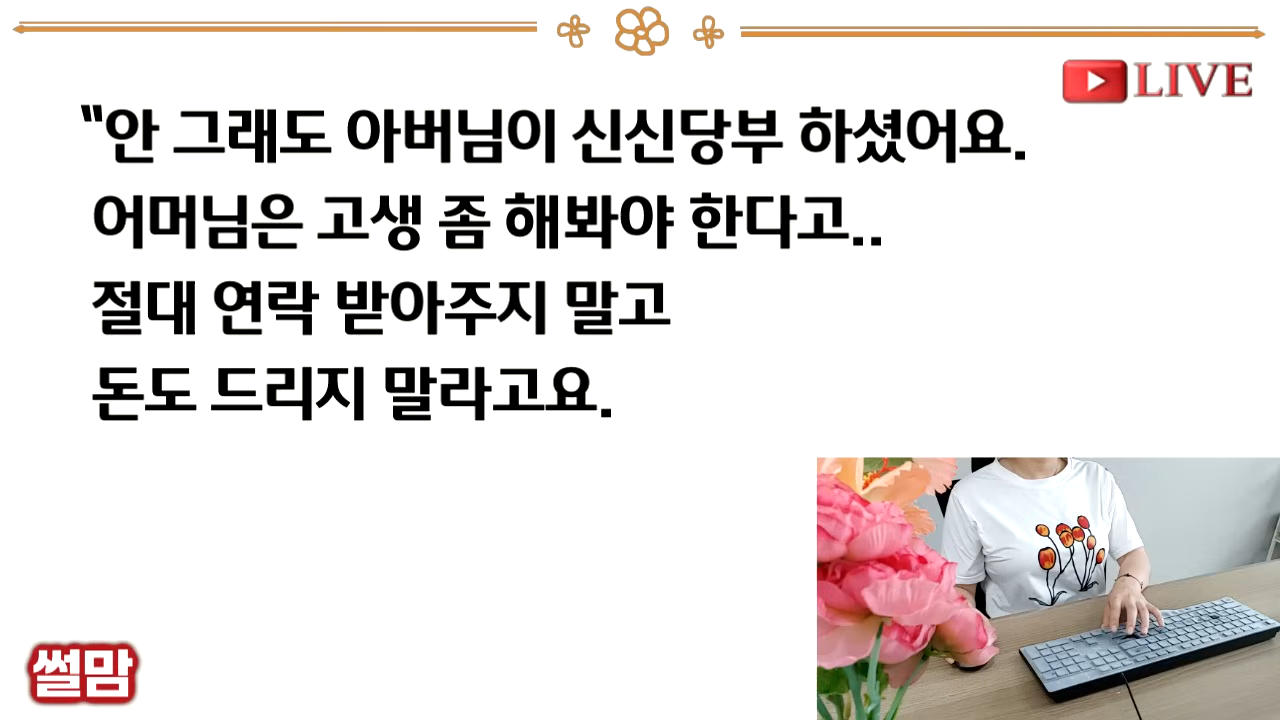 LIVE
“안 그래도 아버님이 신신당부 하셨어요.
어머님은 고생 좀 해봐야 한다고..
절대 연락 받아주지 말고
돈도 드리지 말라고요.
썰맘